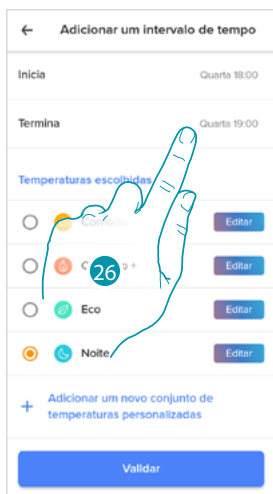 ← Adicionar um intervalo de tempo
Inicia Quarta 18:00
Termina Quarta 19:00
Temperaturas escolhidas
Editar
26 Editar
Eco Editar
Noite Editar
+ Adicionar um novo conjunto de
temperaturas personalizadas
Validar